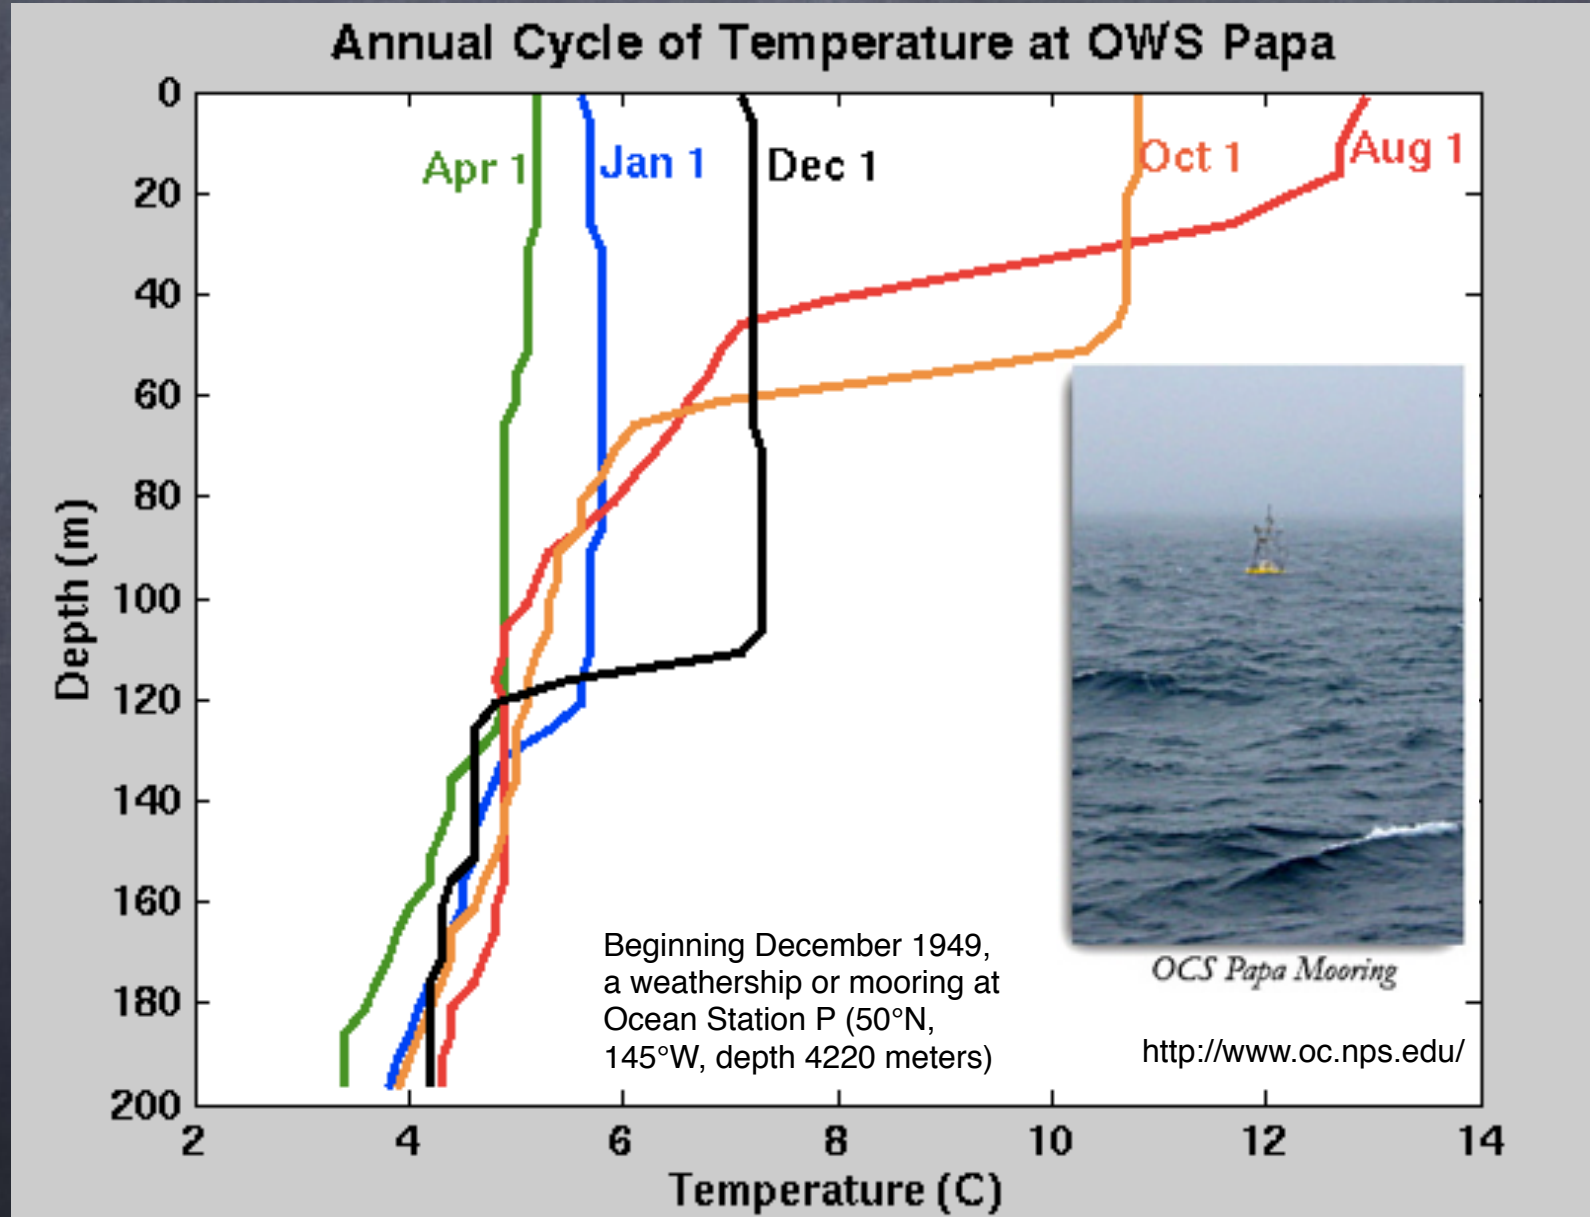 Annual Cycle of Temperature at OWS Papa
0
20
40
60
80
100
120
140
160
180
200
Depth (m)
Apr 1
Jan 1
Dec 1
Oct 1
Aug 1
OCS Papa Mooring
Beginning December 1949,
a weathership or mooring at
Ocean Station P (50°N,
145°W, depth 4220 meters)
http://www.oc.nps.edu/
2
4
6
8
10
12
14
Temperature (C)